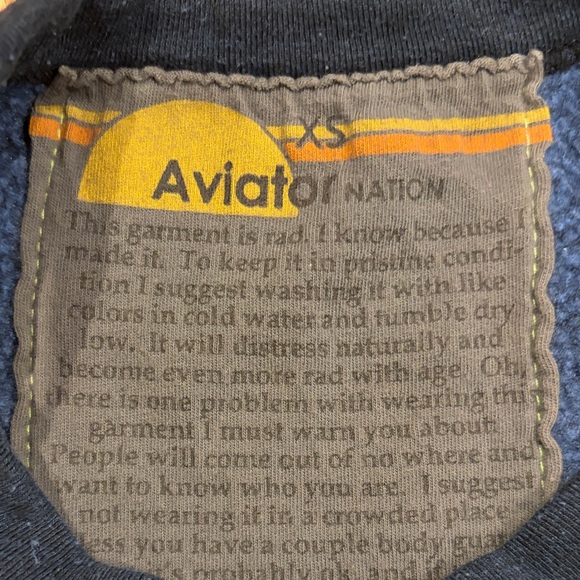 XS
Aviator NATION
This garment is rad. I know because I
made it. To keep it in pristine condi-
tion I suggest washing it with like
colors in cold water and tumble dry
low. It will distress naturally and
become even more rad with age. Oh,
there is one problem with wearing this
garment I must warn you about:
People will come out of no where and
want to know who you are. I suggest
not wearing it in a crowded place
you have a couple body
probably ok, and